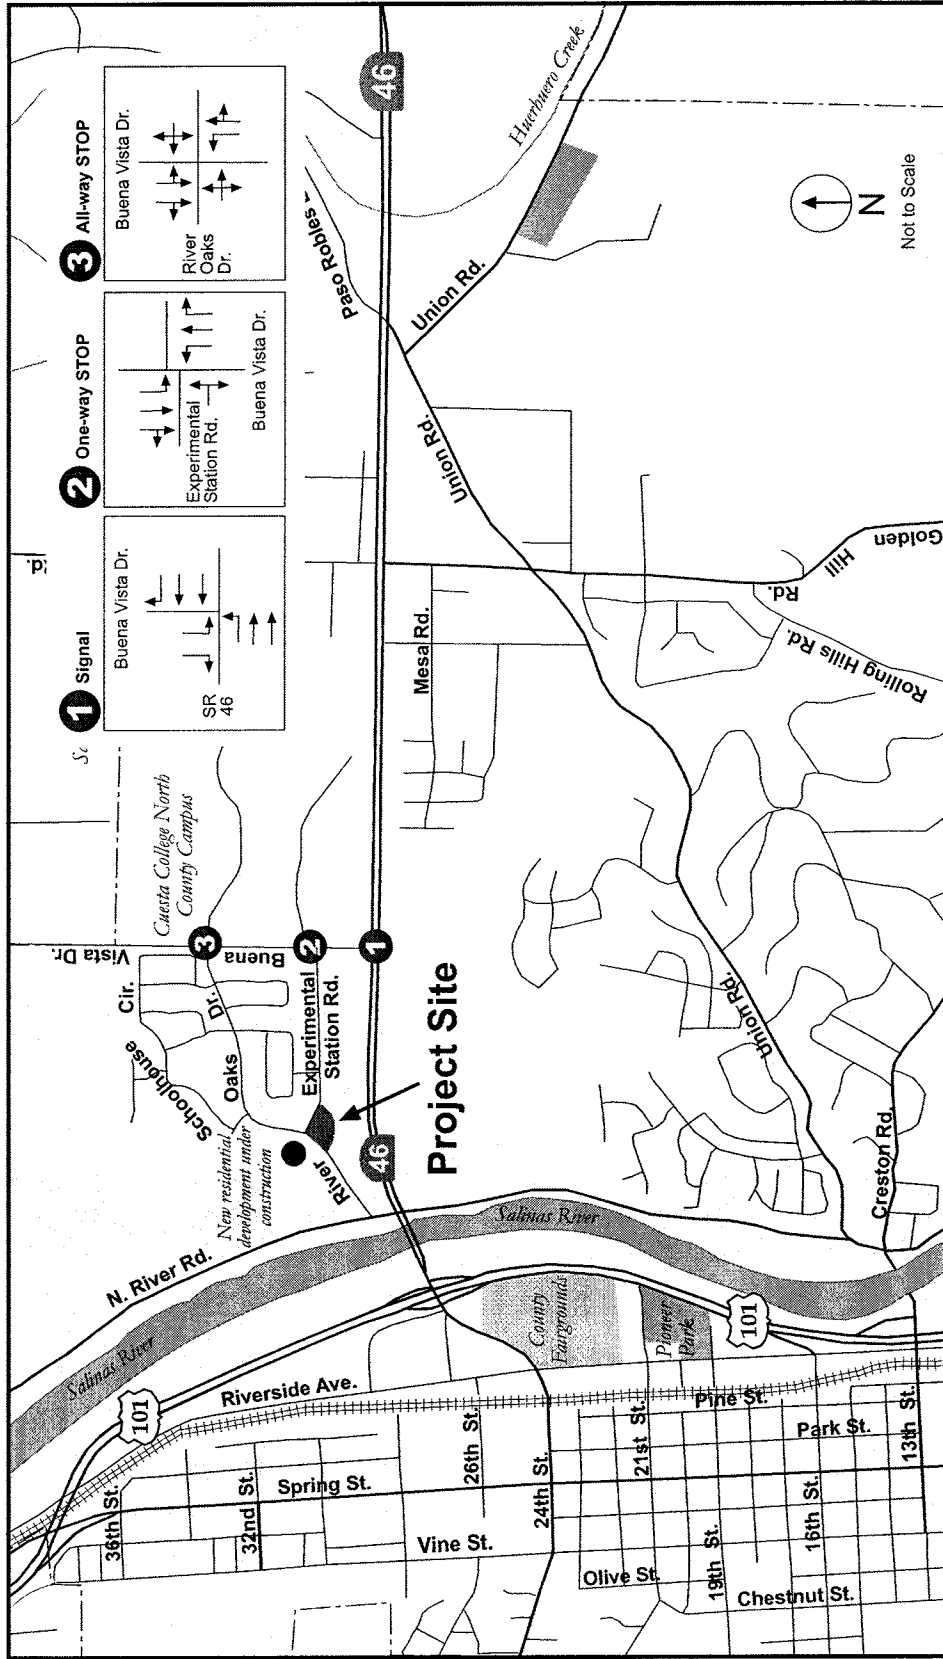 1 Signal
Buena Vista Dr.
SR
46
2 One-way STOP
Experimental
Station Rd.
Buena Vista Dr.
3 All-way STOP
Buena Vista Dr.
River
Oaks
Dr.
Cuesta College North
County Campus
Vista Dr.
Buena
3
2
1
Cir.
Schoolhouse
Dr.
Oaks
River
Experimental
Station Rd.
New residential
development under
construction
Project Site
46
46
N. River Rd.
Salinas River
Salinas River
101
101
Riverside Ave.
County
Fairgrounds
Pioneer
Park
36th St.
32nd St.
Spring St.
Vine St.
26th St.
24th St.
21st St.
19th St.
16th St.
13th St.
Olive St.
Chestnut St.
Pine St.
Park St.
Creston Rd.
Union Rd.
Union Rd.
Union Rd.
Mesa Rd.
Paso Robles
Huerhuero Creek
Golden
Hill
Rd.
Rolling Hills Rd.
N
Not to Scale